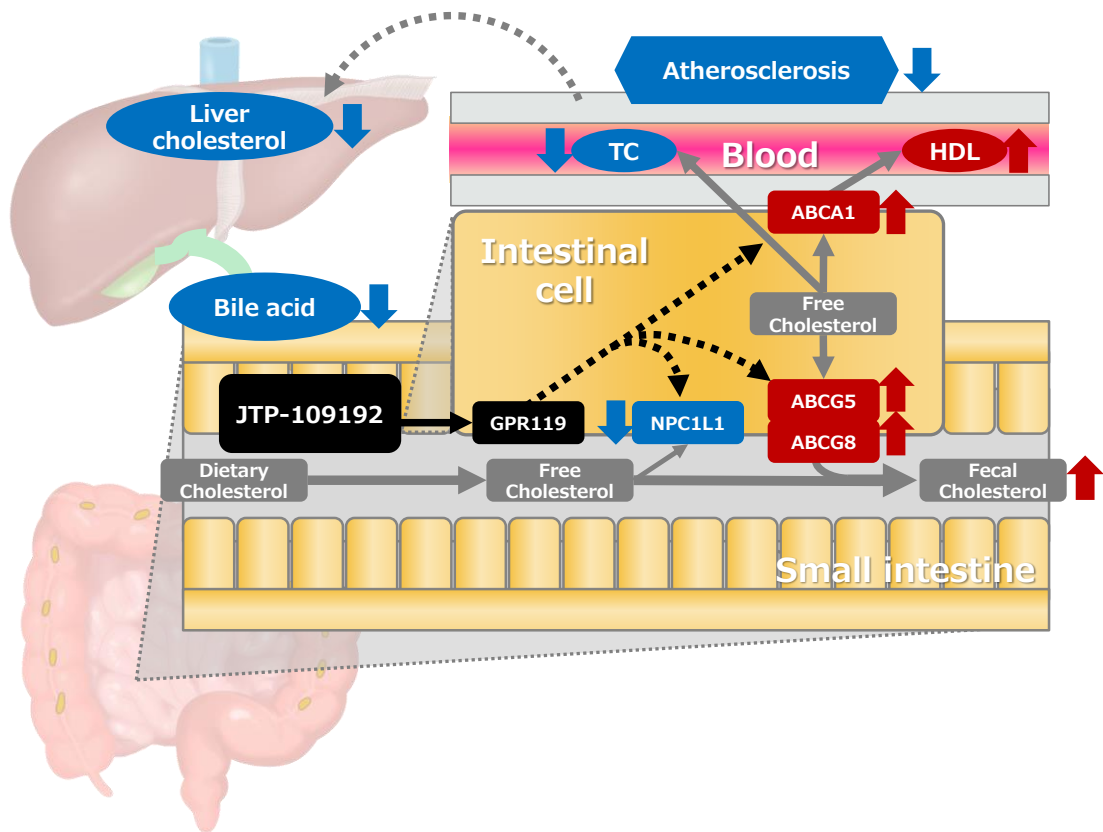 Atherosclerosis
Liver
cholesterol
TC
Blood
HDL
ABCA1
Intestinal
cell
Bile acid
Free
Cholesterol
JTP-109192
GPR119
NPC1L1
ABCG5
ABCG8
Dietary
Cholesterol
Free
Cholesterol
Fecal
Cholesterol
Small intestine